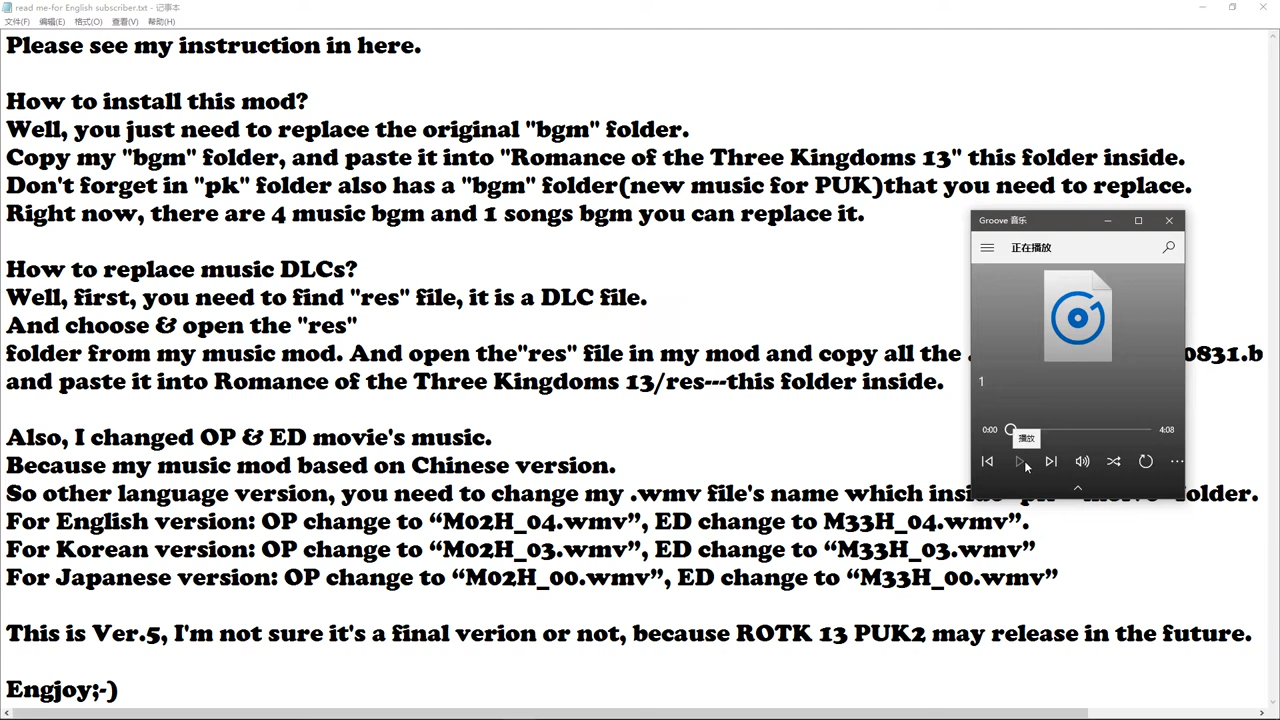 read me-for English subscriber.txt - 记事本
文件(F) 编辑(E) 格式(O) 查看(V) 帮助(H)
Please see my instruction in here.
How to install this mod?
Well, you just need to replace the original "bgm" folder.
Copy my "bgm" folder, and paste it into "Romance of the Three Kingdoms 13" this folder inside.
Don't forget in "pk" folder also has a "bgm" folder(new music for PUK)that you need to replace.
Right now, there are 4 music bgm and 1 songs bgm you can replace it.
How to replace music DLCs?
Well, first, you need to find "res" file, it is a DLC file.
And choose & open the "res"
folder from my music mod. And open the"res" file in my mod and copy all the . 0831.b
and paste it into Romance of the Three Kingdoms 13/res---this folder inside.
Also, I changed OP & ED movie's music.
Because my music mod based on Chinese version.
So other language version, you need to change my .wmv file's name which inside folder.
For English version: OP change to “M02H_04.wmv”, ED change to M33H_04.wmv”.
For Korean version: OP change to “M02H_03.wmv”, ED change to “M33H_03.wmv”
For Japanese version: OP change to “M02H_00.wmv”, ED change to “M33H_00.wmv”
This is Ver.5, I'm not sure it's a final verion or not, because ROTK 13 PUK2 may release in the future.
Engjoy;-)
Groove 音乐
正在播放
1
0:00 4:08
播放